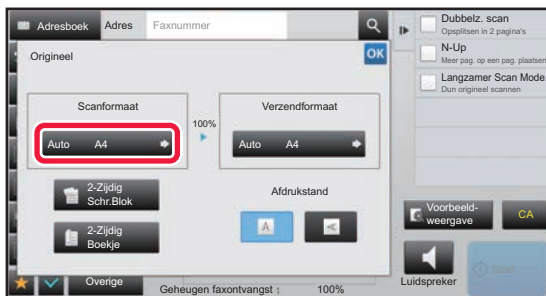 Adresboek Adres Faxnummer
Origineel OK
Scanformaat
Auto A4
100%
Verzendformaat
Auto A4
2-Zijdig
Schr.Blok
2-Zijdig
Boekje
Afdrukstand
A
A
Overige
Geheugen faxontvangst : 100%
Dubbelz. scan
Opsplitsen in 2 pagina's
N-Up
Meer pag. op een pag. plaatsen
Langzamer Scan Mode
Dun origineel scannen
Voorbeeld-
weergave
CA
Luidspreker
Start